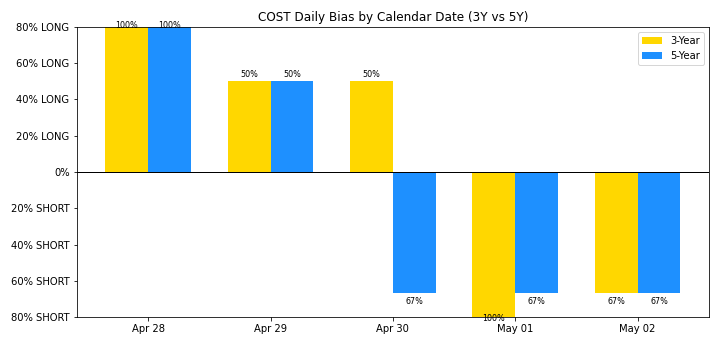 COST Daily Bias by Calendar Date (3Y vs 5Y)
80% LONG
60% LONG
40% LONG
20% LONG
0%
20% SHORT
40% SHORT
60% SHORT
80% SHORT
100%
100%
50%
50%
50%
67%
100%
67%
67%
67%
3-Year
5-Year
Apr 28
Apr 29
Apr 30
May 01
May 02